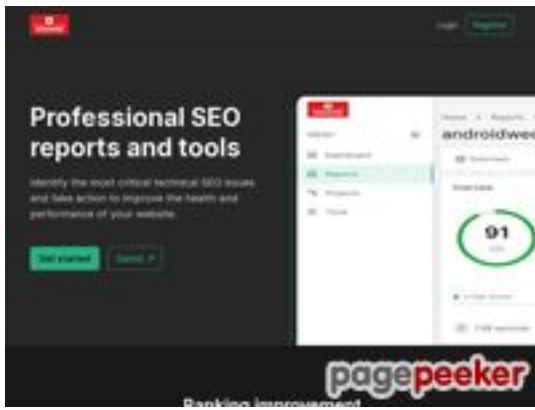 Login Register
Professional SEO
reports and tools
Identify the most critical technical SEO issues
and take action to improve the health and
performance of your website.
Get started Demo ↗
Home > Reports
androidwe
Reports
Projects
Tools
Overview
91
pagepeeker
Ranking improvement